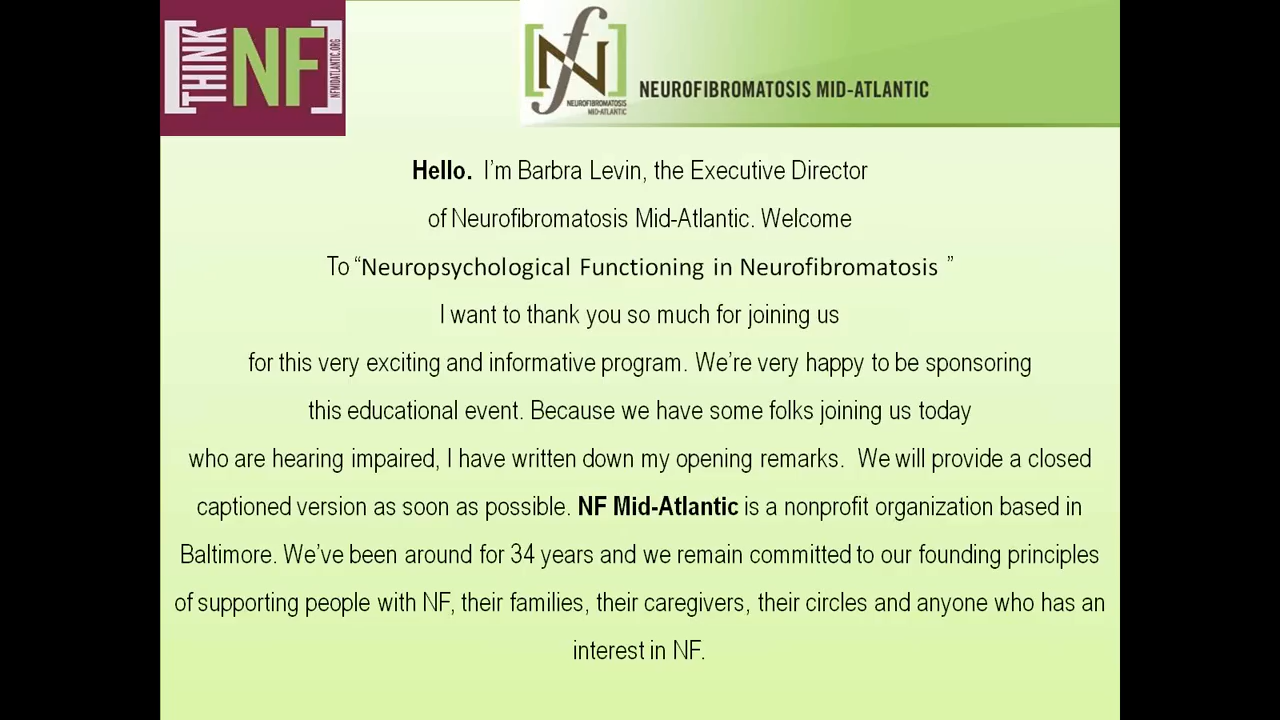 [THINK NF]
NFMIDATLANTIC.ORG
[NfN]
NEUROFIBROMATOSIS
MID-ATLANTIC
NEUROFIBROMATOSIS MID-ATLANTIC
Hello. I’m Barbra Levin, the Executive Director
of Neurofibromatosis Mid-Atlantic. Welcome
To “Neuropsychological Functioning in Neurofibromatosis ”
I want to thank you so much for joining us
for this very exciting and informative program. We’re very happy to be sponsoring
this educational event. Because we have some folks joining us today
who are hearing impaired, I have written down my opening remarks. We will provide a closed
captioned version as soon as possible. NF Mid-Atlantic is a nonprofit organization based in
Baltimore. We’ve been around for 34 years and we remain committed to our founding principles
of supporting people with NF, their families, their caregivers, their circles and anyone who has an
interest in NF.